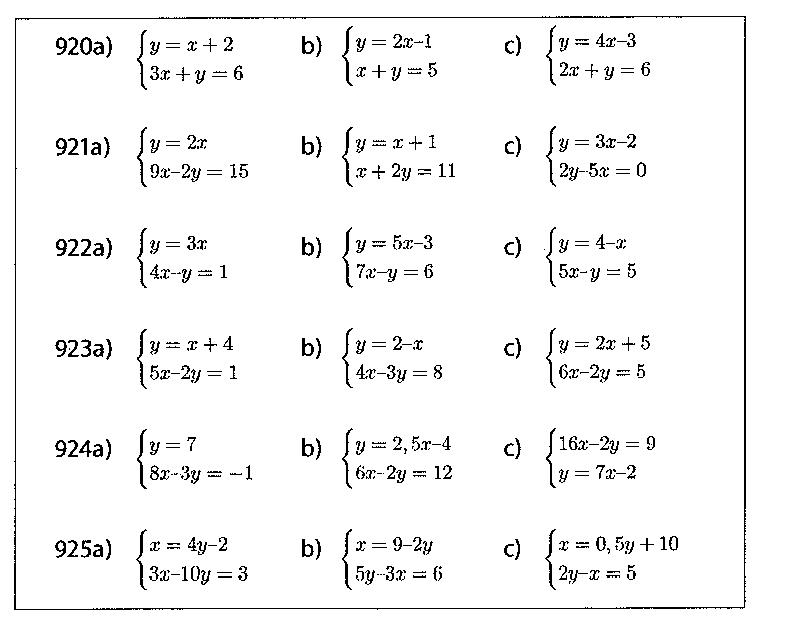 920a) { y = x + 2    b) { y = 2x–1    c) { y = 4x–3
3x + y = 6    x + y = 5    2x + y = 6
921a) { y = 2x    b) { y = x + 1    c) { y = 3x–2
9x–2y = 15    x + 2y = 11    2y–5x = 0
922a) { y = 3x    b) { y = 5x–3    c) { y = 4–x
4x–y = 1    7x–y = 6    5x–y = 5
923a) { y = x + 4    b) { y = 2–x    c) { y = 2x + 5
5x–2y = 1    4x–3y = 8    6x–2y = 5
924a) { y = 7    b) { y = 2,5x–4    c) { 16x–2y = 9
8x–3y = –1    6x–2y = 12    y = 7x–2
925a) { x = 4y–2    b) { x = 9–2y    c) { x = 0,5y + 10
3x–10y = 3    5y–3x = 6    2y–x = 5